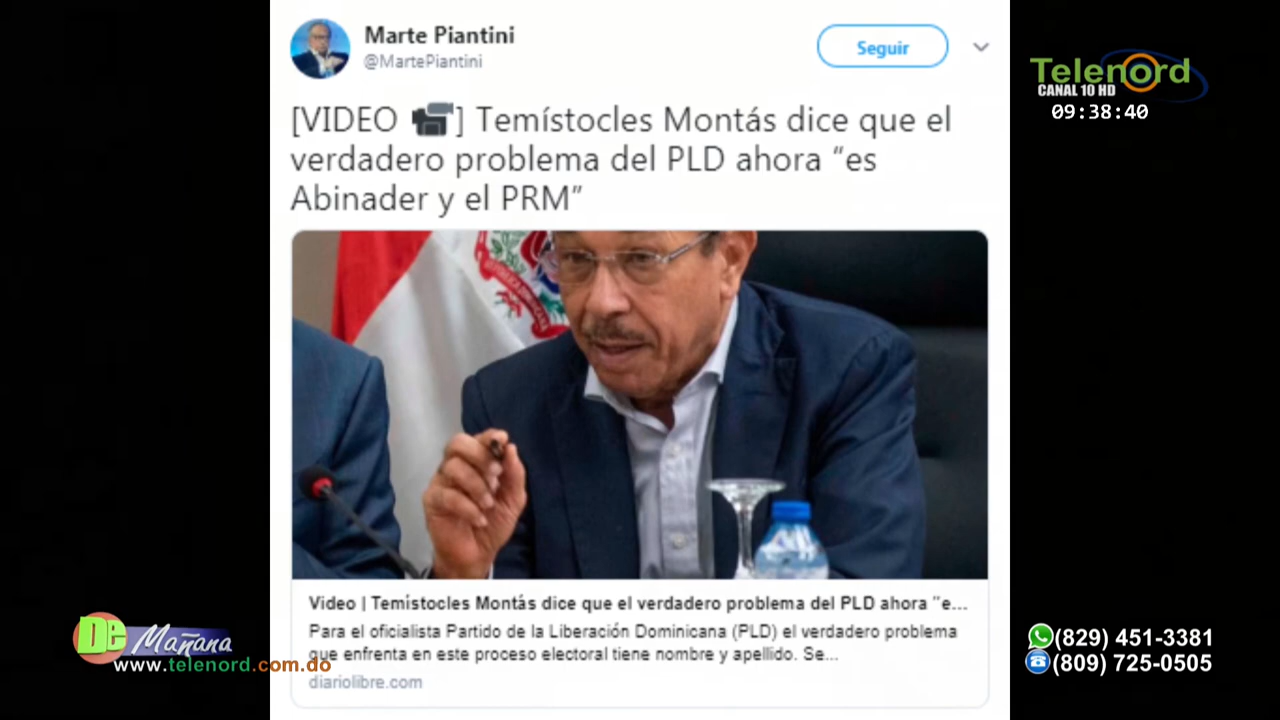 Marte Piantini
@MartePiantini
Seguir
[VIDEO 📹] Temístocles Montás dice que el
verdadero problema del PLD ahora “es
Abinader y el PRM”
Telenord
CANAL 10 HD
09:38:40
Video | Temístocles Montás dice que el verdadero problema del PLD ahora "e...
Para el oficialista Partido de la Liberación Dominicana (PLD) el verdadero problema
que enfrenta en este proceso electoral tiene nombre y apellido. Se...
diariolibre.com
De Mañana
www.telenord.com.do
(829) 451-3381
(809) 725-0505